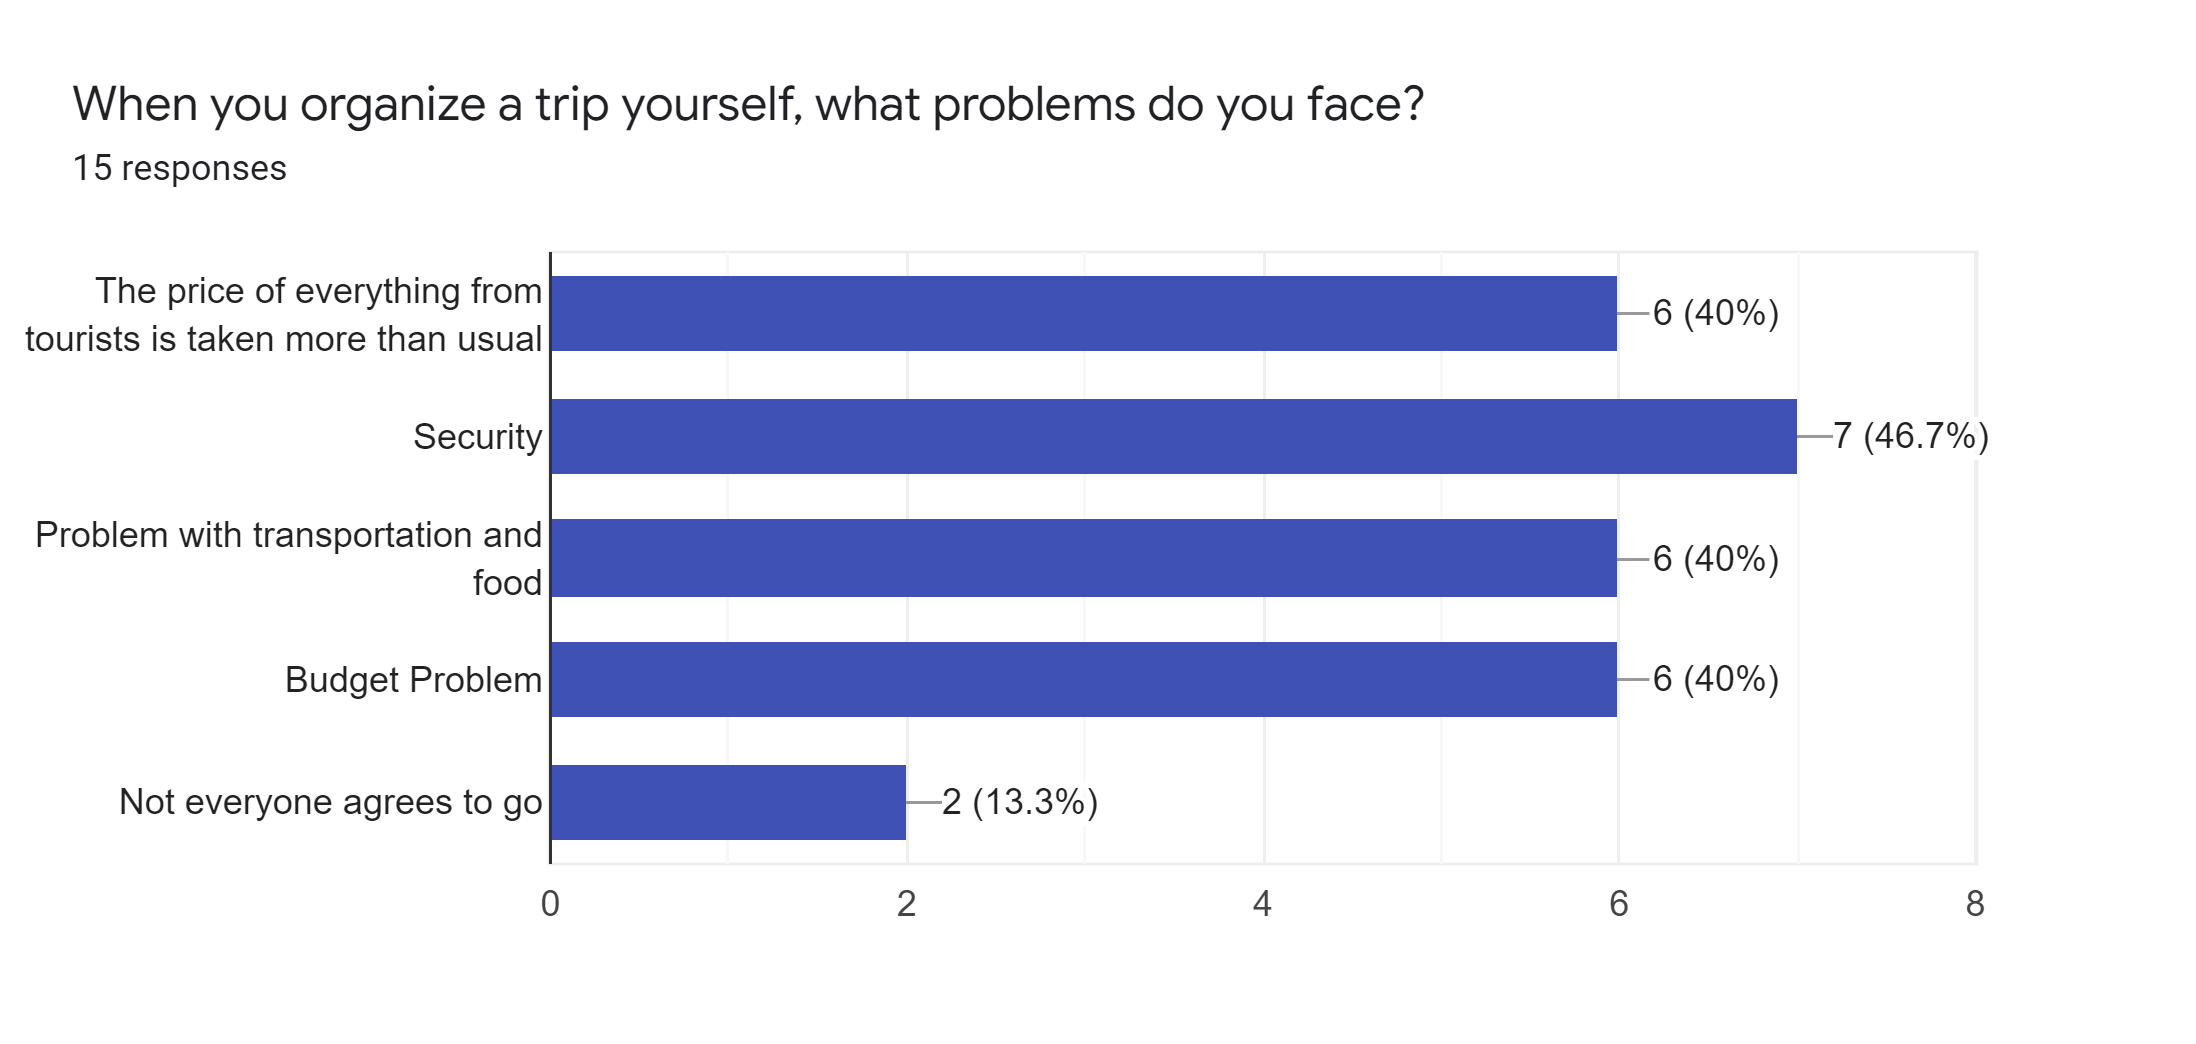 When you organize a trip yourself, what problems do you face?
15 responses
The price of everything from
tourists is taken more than usual
6 (40%)
Security
7 (46.7%)
Problem with transportation and
food
6 (40%)
Budget Problem
6 (40%)
Not everyone agrees to go
2 (13.3%)
0 2 4 6 8